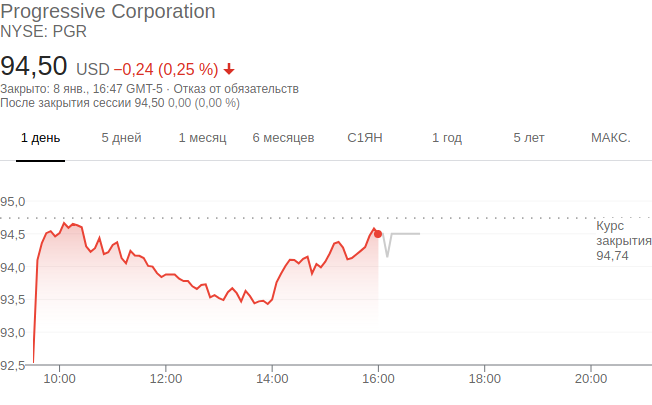 Progressive Corporation
NYSE: PGR
94,50 USD −0,24 (0,25 %)
Закрыто: 8 янв., 16:47 GMT-5 · Отказ от обязательств
После закрытия сессии 94,50 0,00 (0,00 %)
1 день 5 дней 1 месяц 6 месяцев С1ЯН 1 год 5 лет МАКС.
95,0
94,5
94,0
93,5
93,0
92,5
Курс
закрытия
94,74
10:00 12:00 14:00 16:00 18:00 20:00